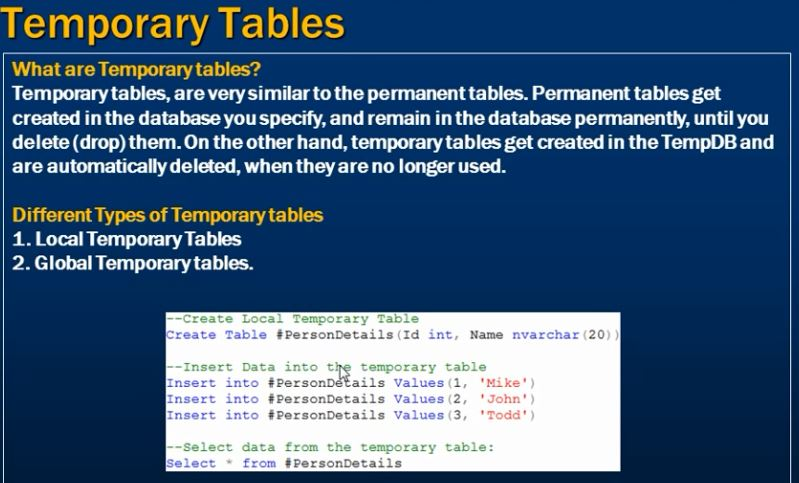 Temporary Tables
What are Temporary tables?
Temporary tables, are very similar to the permanent tables. Permanent tables get
created in the database you specify, and remain in the database permanently, until you
delete (drop) them. On the other hand, temporary tables get created in the TempDB and
are automatically deleted, when they are no longer used.
Different Types of Temporary tables
1. Local Temporary Tables
2. Global Temporary tables.
--Create Local Temporary Table
Create Table #PersonDetails(Id int, Name nvarchar(20))
--Insert Data into the temporary table
Insert into #PersonDetails Values(1, 'Mike')
Insert into #PersonDetails Values(2, 'John')
Insert into #PersonDetails Values(3, 'Todd')
--Select data from the temporary table:
Select * from #PersonDetails